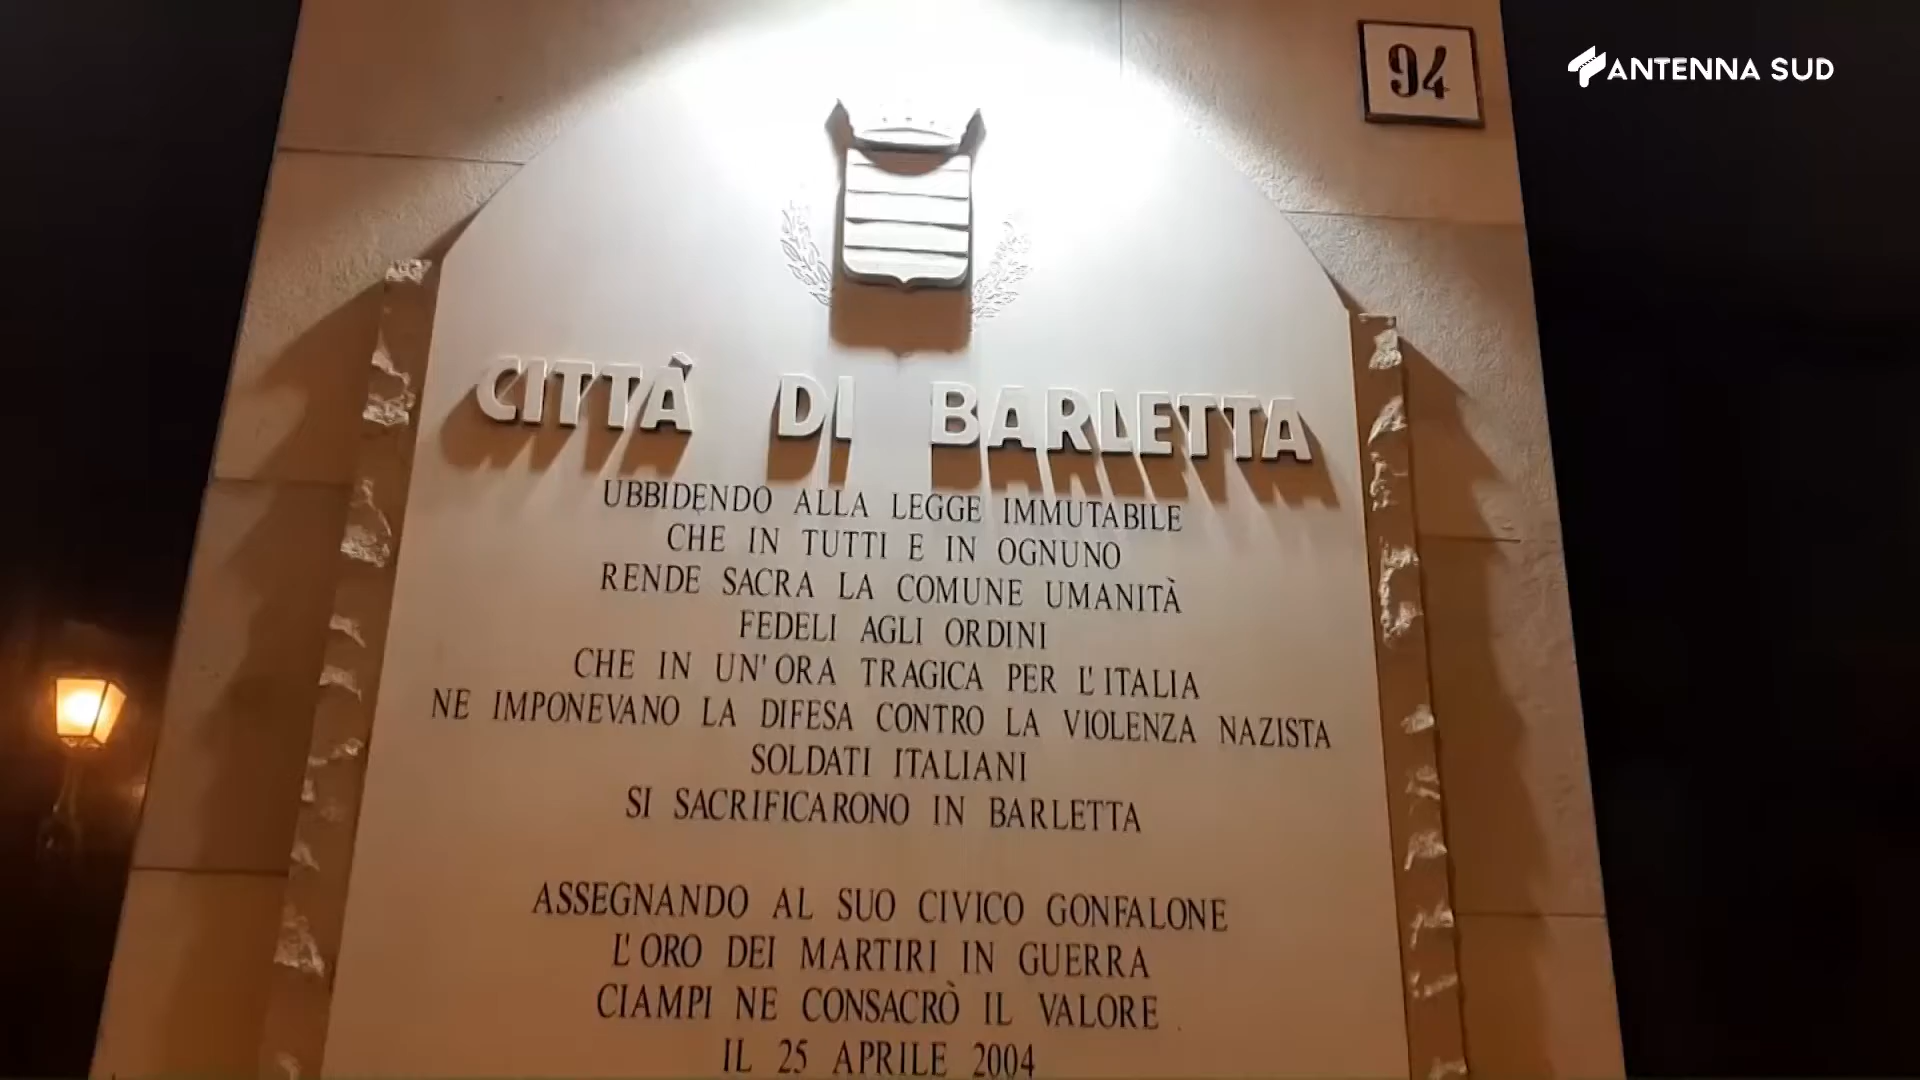 94
ANTENNA SUD
CITTÀ DI BARLETTA
UBBIDENDO ALLA LEGGE IMMUTABILE
CHE IN TUTTI E IN OGNUNO
RENDE SACRA LA COMUNE UMANITÀ
FEDELI AGLI ORDINI
CHE IN UN'ORA TRAGICA PER L'ITALIA
NE IMPONEVANO LA DIFESA CONTRO LA VIOLENZA NAZISTA
SOLDATI ITALIANI
SI SACRIFICARONO IN BARLETTA
ASSEGNANDO AL SUO CIVICO GONFALONE
L'ORO DEI MARTIRI IN GUERRA
CIAMPI NE CONSACRÒ IL VALORE
IL 25 APRILE 2004